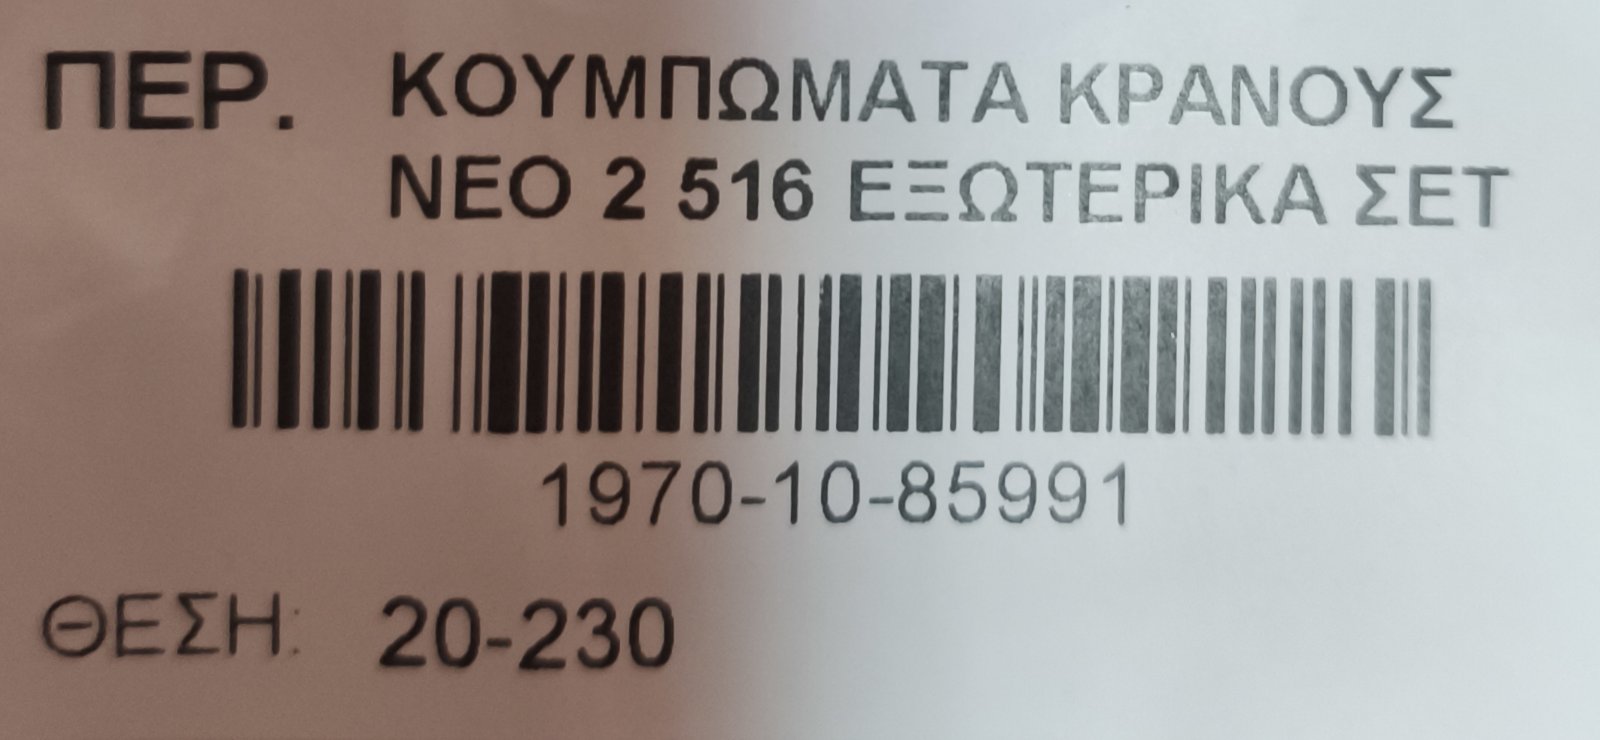 ΠΕΡ. ΚΟΥΜΠΩΜΑΤΑ ΚΡΑΝΟΥΣ
ΝΕΟ 2 516 ΕΞΩΤΕΡΙΚΑ ΣΕΤ
1970-10-85991
ΘΕΣΗ: 20-230